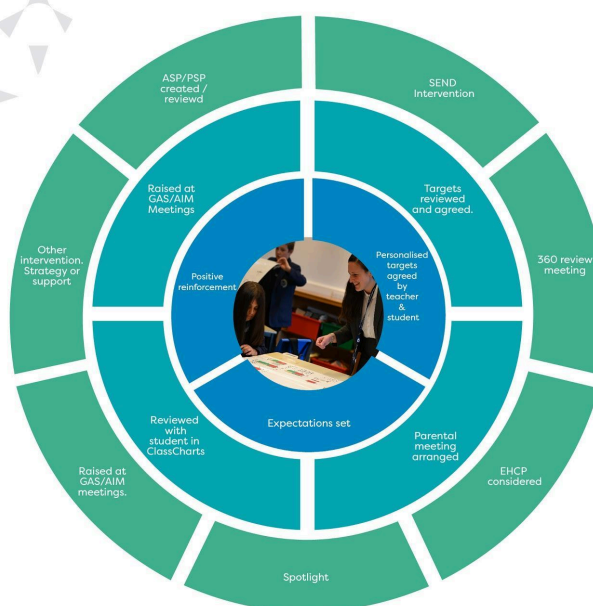 ASP/PSP
created /
reviewd
SEND
Intervention
Raised at
GAS/AIM
Meetings
Targets
reviewed
and agreed.
Other
intervention.
Strategy or
support
Positive
reinforcement
Personalised
targets
agreed
by
teacher
&
student
360 review
meeting
Reviewed
with
student in
ClassCharts
Expectations set
Parental
meeting
arranged
Raised at
GAS/AIM
meetings.
EHCP
considered
Spotlight